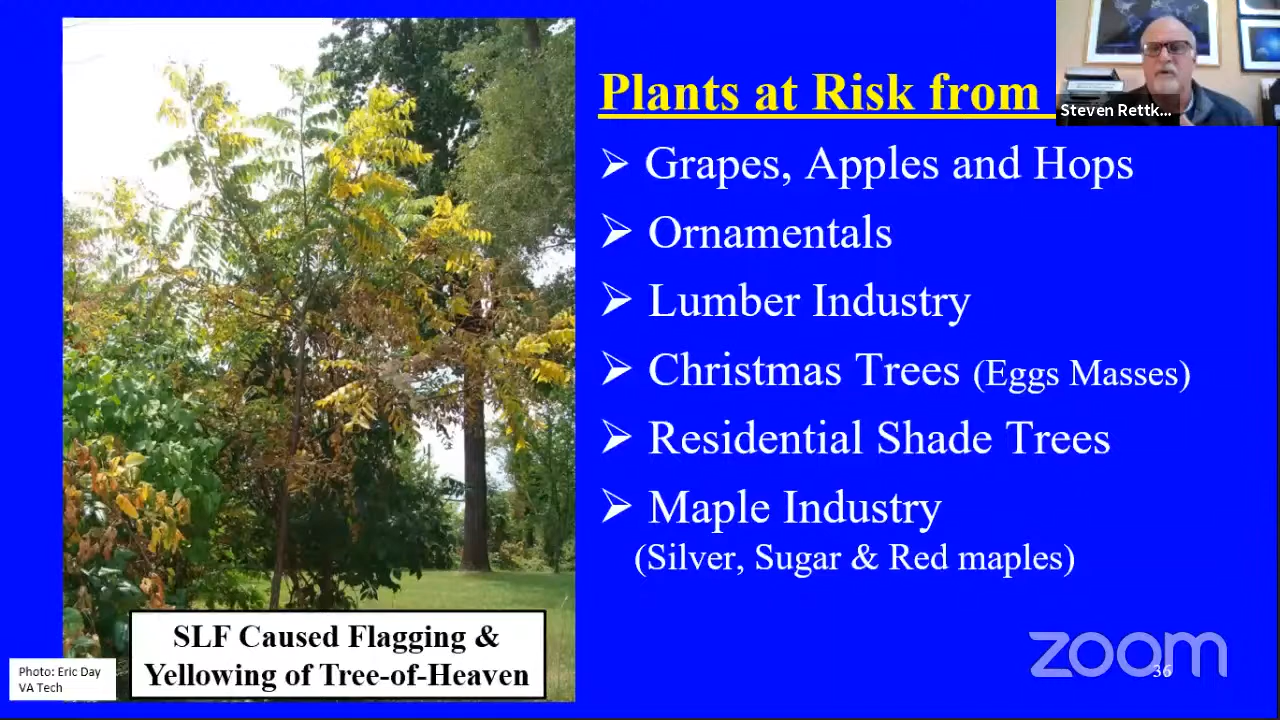 Plants at Risk from
Steven Rettk...
➢ Grapes, Apples and Hops
➢ Ornamentals
➢ Lumber Industry
➢ Christmas Trees (Eggs Masses)
➢ Residential Shade Trees
➢ Maple Industry
(Silver, Sugar & Red maples)
SLF Caused Flagging &
Yellowing of Tree-of-Heaven
Photo: Eric Day
VA Tech
zoom
36